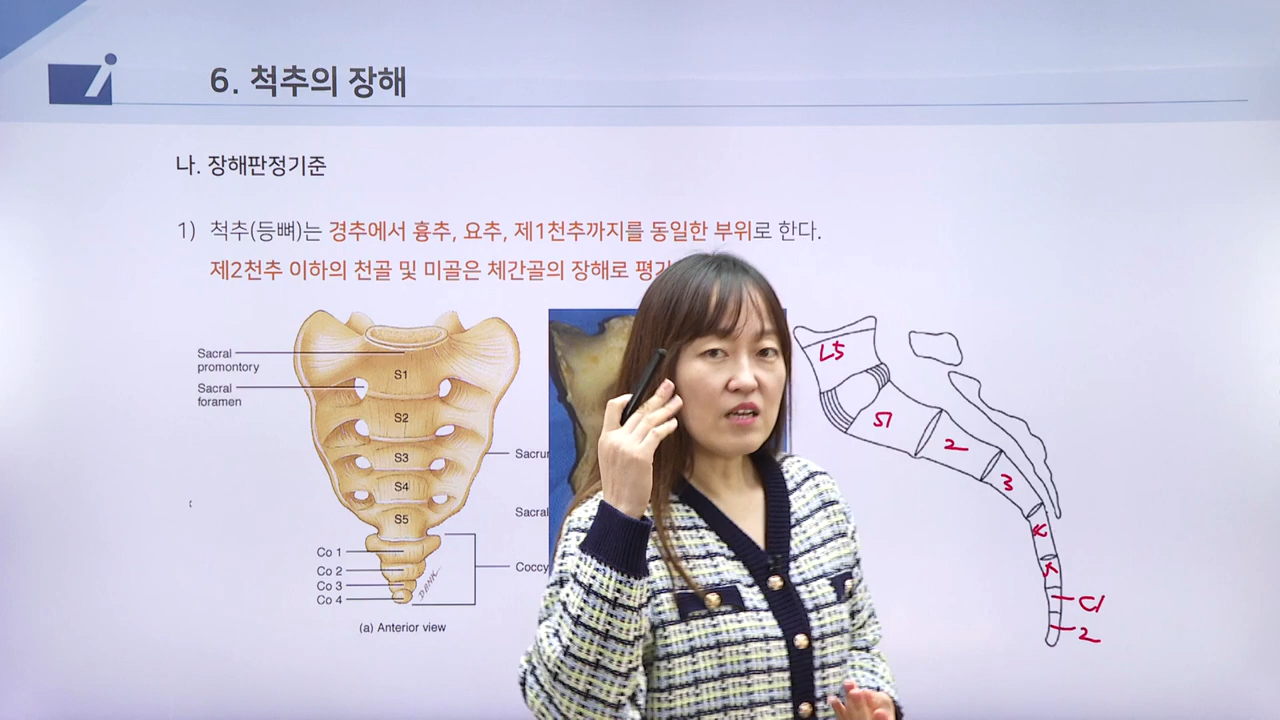 6. 척추의 장해
나. 장해판정기준
1) 척추(등뼈)는 경추에서 흉추, 요추, 제1천추까지를 동일한 부위로 한다.
제2천추 이하의 천골 및 미골은 체간골의 장해로 평가
Sacral
promontory
Sacral
foramen
S1
S2
S3
S4
S5
Sacru
Sacral
Co 1
Co 2
Co 3
Co 4
Coccy
(a) Anterior view
L5
S1
2
3
4
5
C1
2